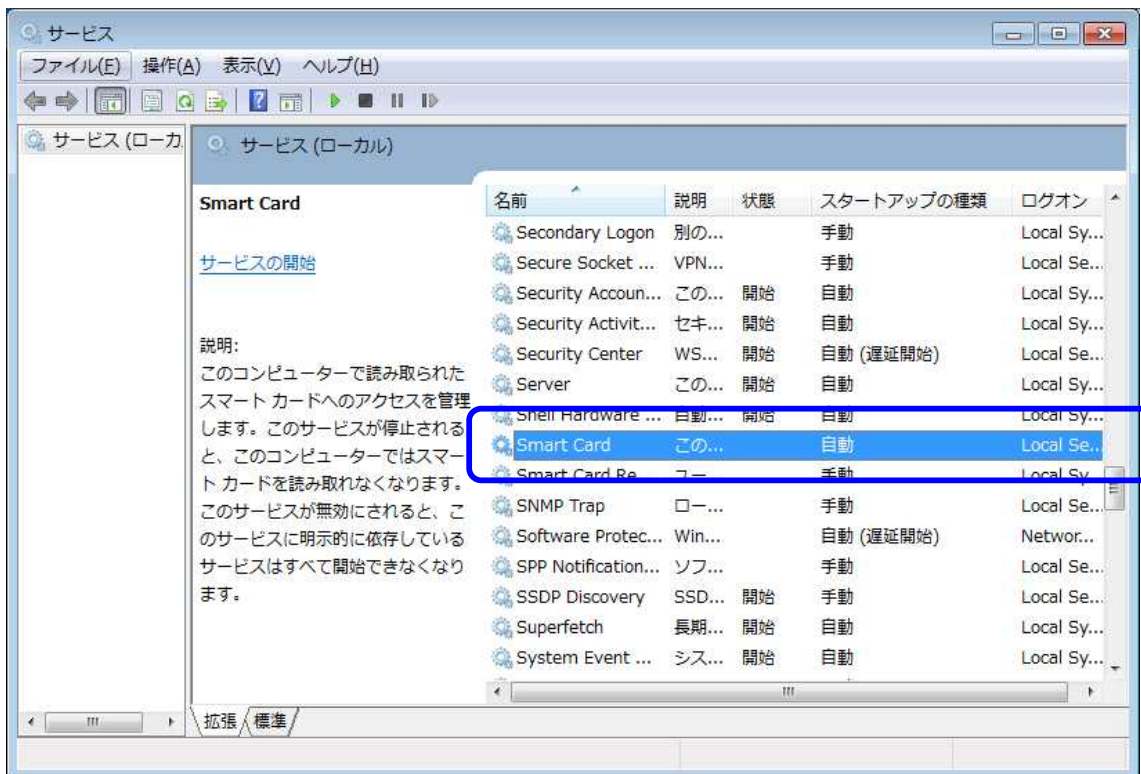 サービス
ファイル(F) 操作(A) 表示(V) ヘルプ(H)
サービス (ローカ
サービス (ローカル)
Smart Card
サービスの開始
説明:
このコンピューターで読み取られた
スマート カードへのアクセスを管理
します。このサービスが停止される
と、このコンピューターではスマー
ト カードを読み取れなくなります。
このサービスが無効にされると、こ
のサービスに明示的に依存している
サービスはすべて開始できなくなり
ます。
名前 説明 状態 スタートアップの種類 ログオン
Secondary Logon 別の... 手動 Local Sy...
Secure Socket ... VPN... 手動 Local Se...
Security Accoun... この... 開始 自動 Local Sy...
Security Activit... セキ... 開始 自動 Local Sy...
Security Center WS... 開始 自動 (遅延開始) Local Se...
Server この... 開始 自動 Local Sy...
Shell Hardware ... 自動... 開始 自動 Local Sy...
Smart Card この... 自動 Local Se...
Smart Card Re ユー 手動 Local Sy
SNMP Trap ロー... 手動 Local Se...
Software Protec... Win... 自動 (遅延開始) Networ...
SPP Notification... ソフ... 手動 Local Se...
SSDP Discovery SSD... 開始 手動 Local Se...
Superfetch 長期... 開始 自動 Local Sy...
System Event ... シス... 開始 自動 Local Sy...
拡張 標準